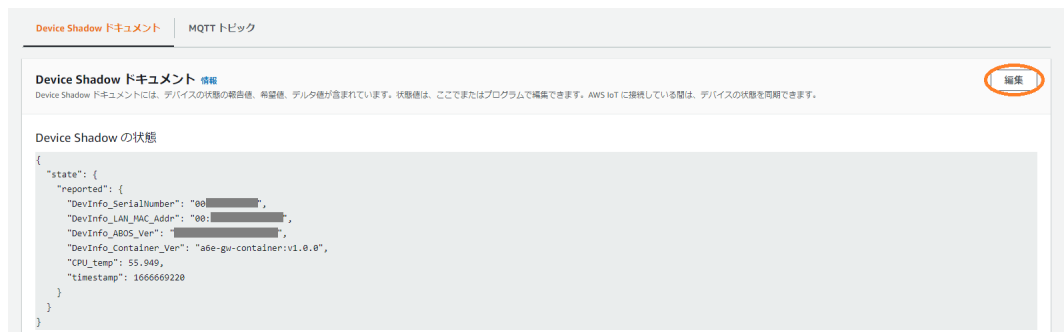 Device Shadow ドキュメント MQTT トピック
Device Shadow ドキュメント 情報
編集
Device Shadow ドキュメントには、デバイスの状態の報告値、希望値、デルタ値が含まれています。状態値は、ここでまたはプログラムで編集できます。AWS IoT に接続している間は、デバイスの状態を同期できます。
Device Shadow の状態
{
"state": {
"reported": {
"DevInfo_SerialNumber": "00",
"DevInfo_LAN_MAC_Addr": "00:",
"DevInfo_ABOS_Ver": "",
"DevInfo_Container_Ver": "a6e-gw-container:v1.0.0",
"CPU_temp": 55.949,
"timestamp": 1666669220
}
}
}